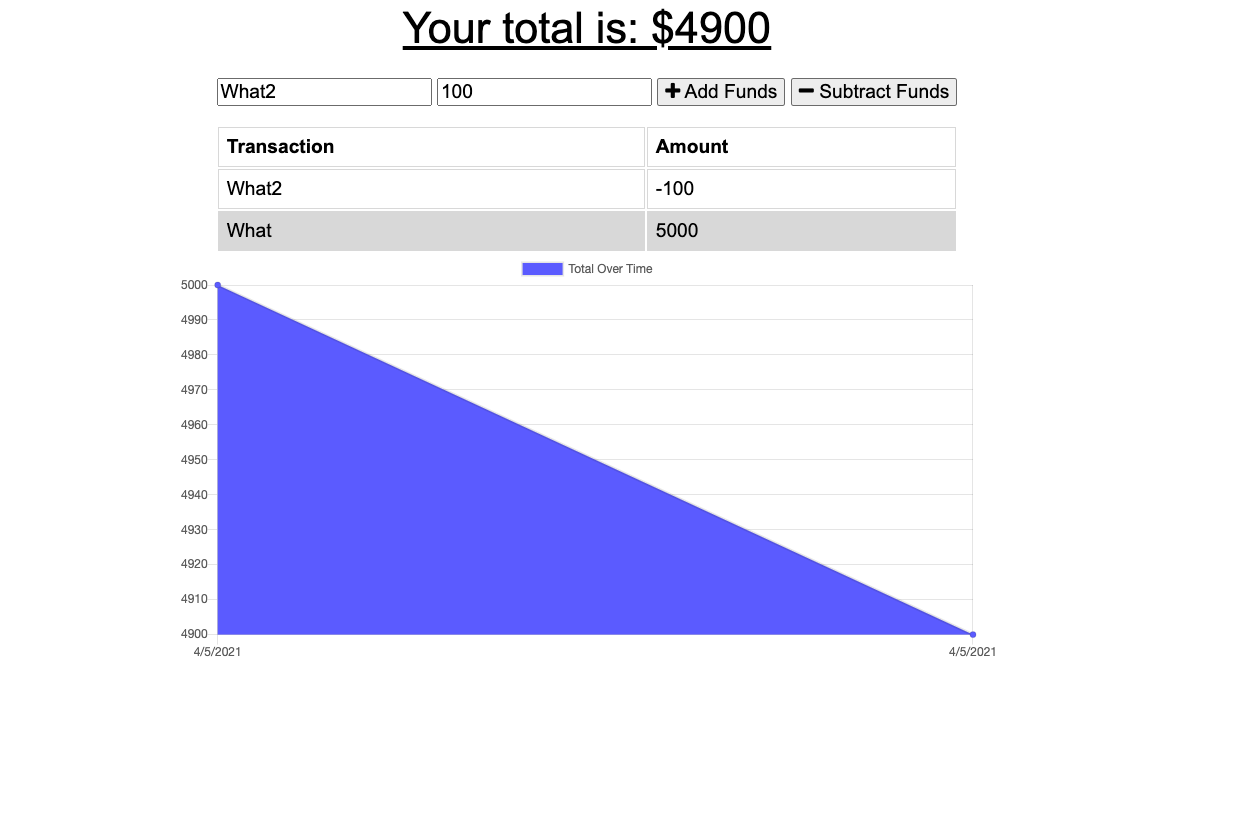 Your total is: $4900
What2 100 Add Funds Subtract Funds
Transaction Amount
What2 -100
What 5000
Total Over Time
5000
4990
4980
4970
4960
4950
4940
4930
4920
4910
4900
4/5/2021 4/5/2021